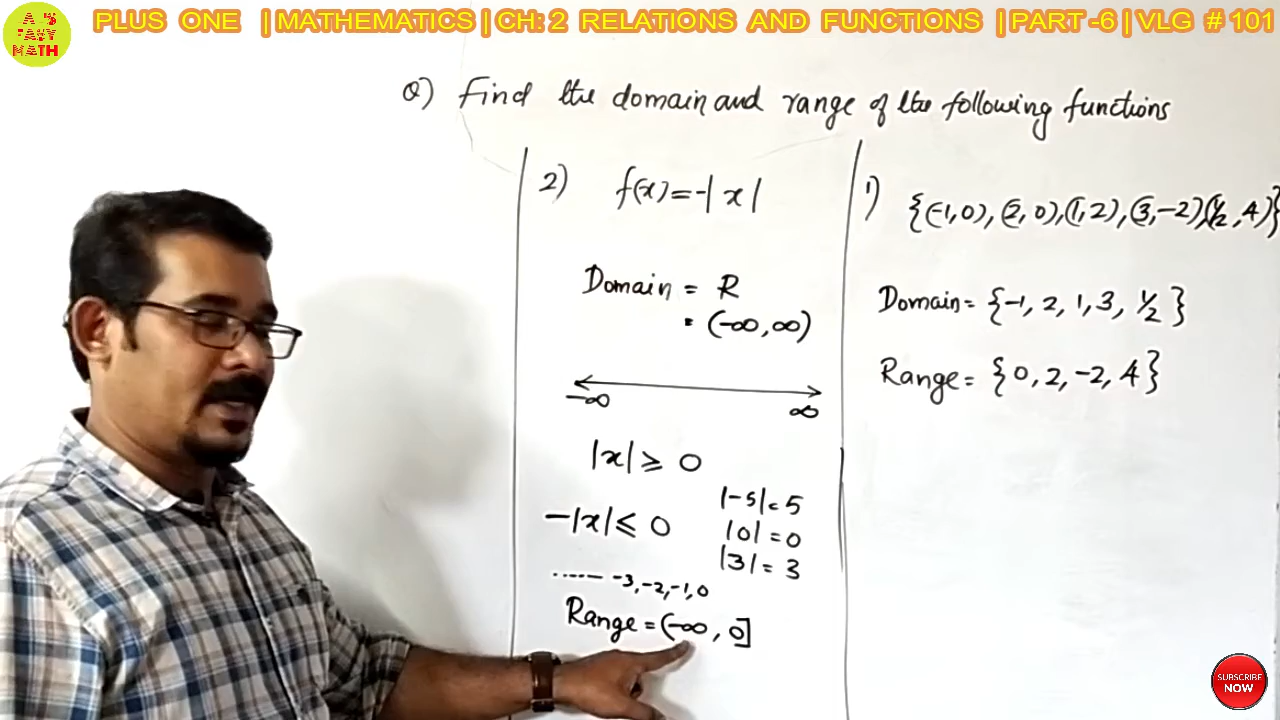 A 3
EASY
MATH
PLUS ONE | MATHEMATICS | CH: 2 RELATIONS AND FUNCTIONS | PART -6 | VLG # 101
Q) Find the domain and range of the following functions
2) f(x) = -|x|
Domain = R
= (-∞, ∞)
-∞ ∞
|x| ≥ 0
-|x| ≤ 0
|-5| = 5
|0| = 0
|3| = 3
...... -3, -2, -1, 0
Range = (-∞, 0]
1) {(-1, 0), (2, 0), (1, 2), (3, -2), (1/2, 4)}
Domain = {-1, 2, 1, 3, 1/2}
Range = {0, 2, -2, 4}
SUBSCRIBE
NOW